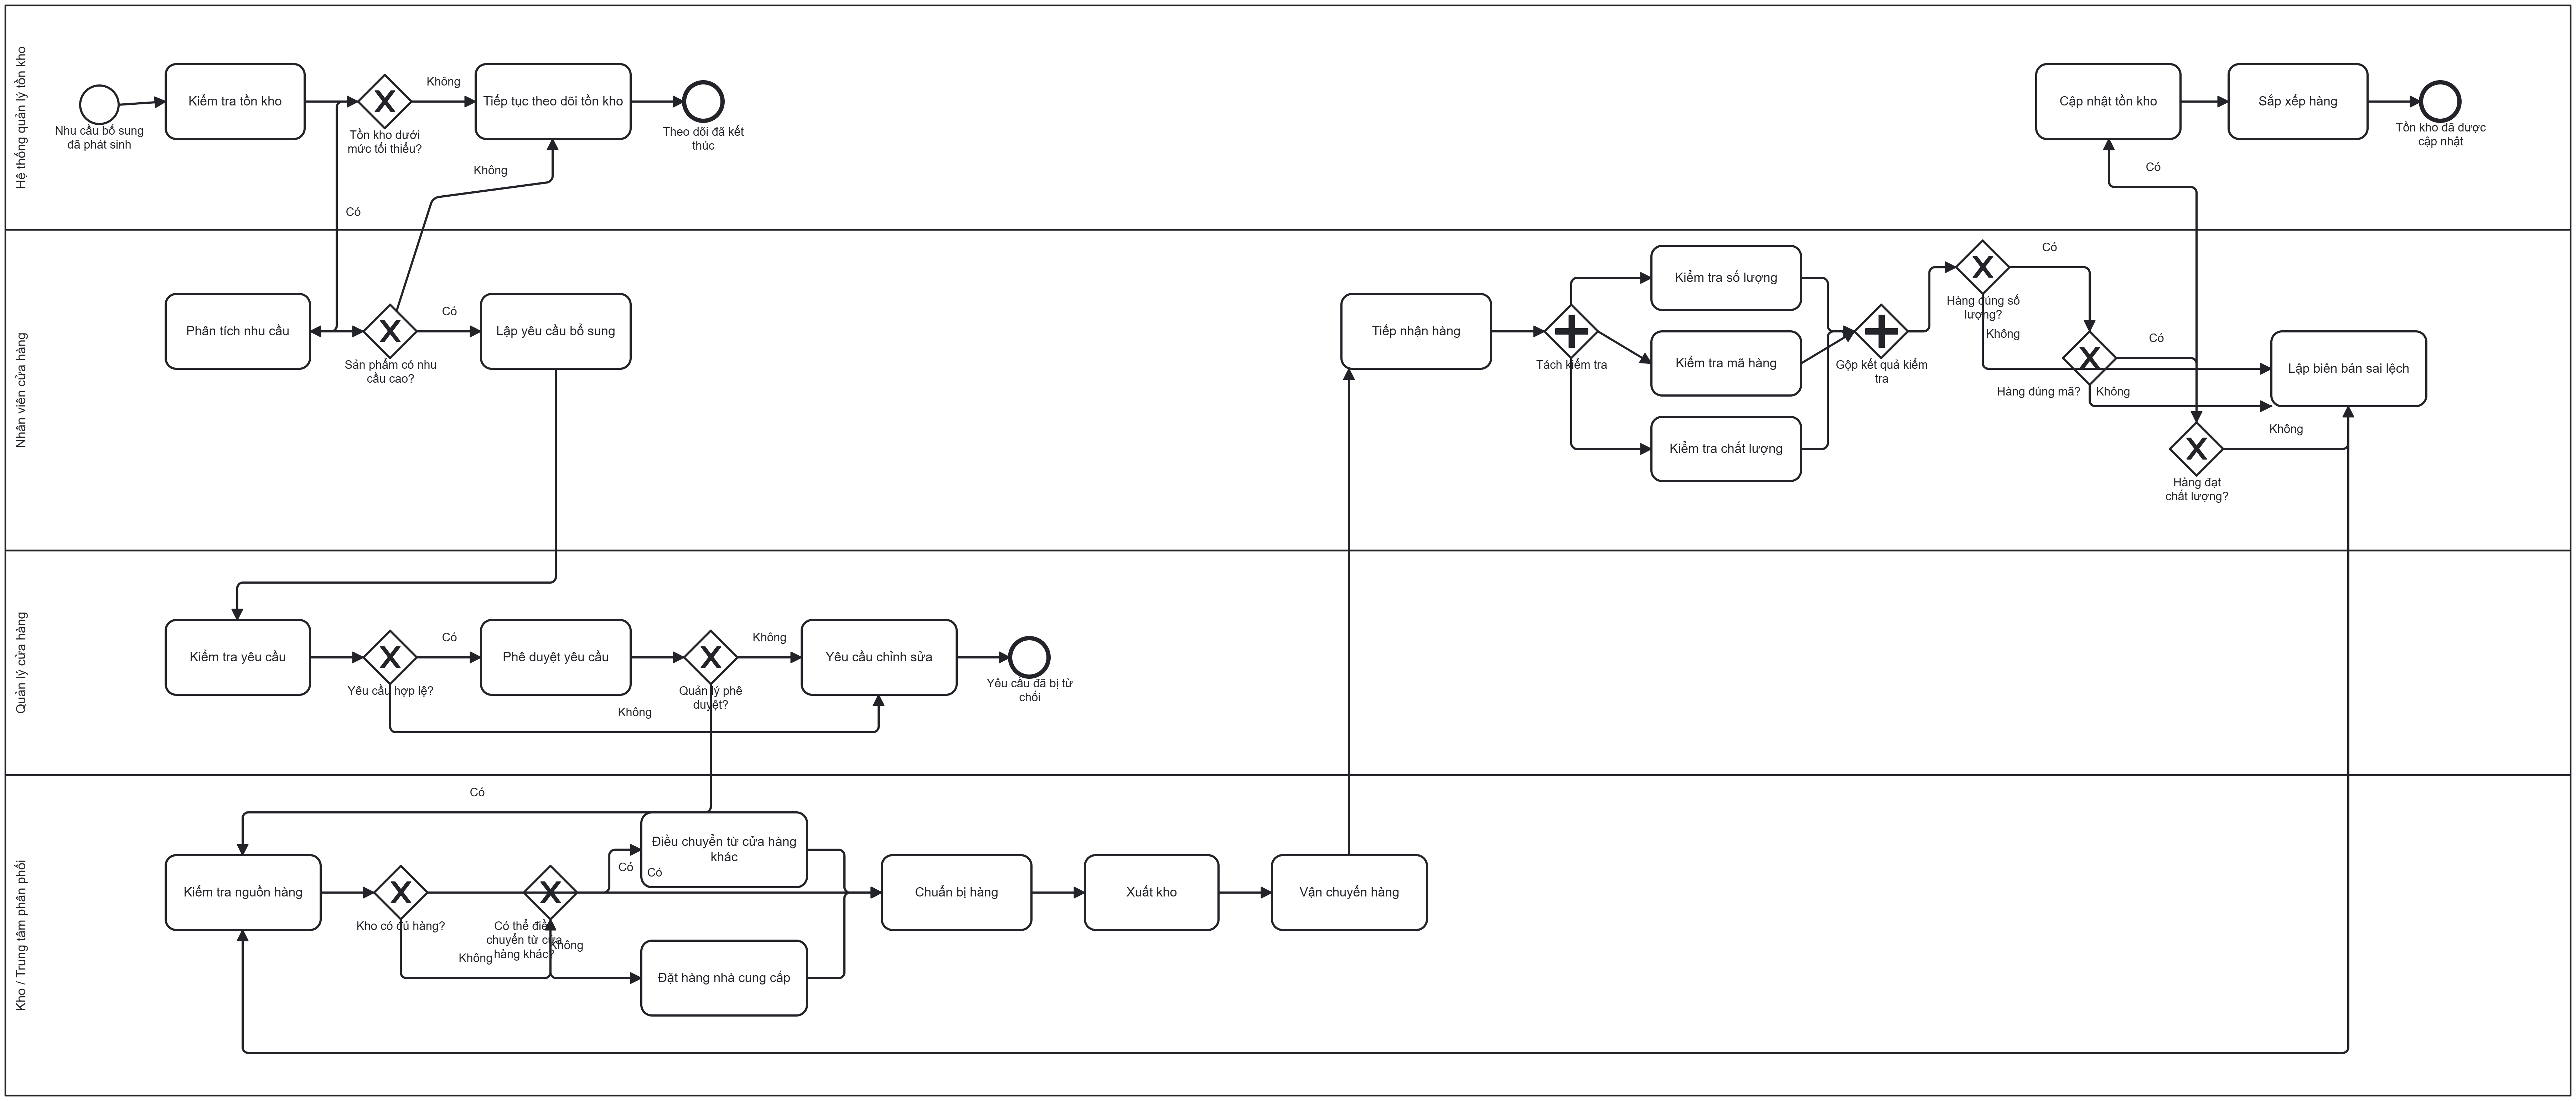 Hệ thống quản lý tồn kho
Nhu cầu bổ sung
đã phát sinh
Kiểm tra tồn kho
Tồn kho dưới
mức tối thiểu?
Không
Tiếp tục theo dõi tồn kho
Theo dõi đã kết
thúc
Không
Có
Cập nhật tồn kho
Sắp xếp hàng
Tồn kho đã được
cập nhật
Có
Nhân viên cửa hàng
Phân tích nhu cầu
Sản phẩm có nhu
cầu cao?
Có
Lập yêu cầu bổ sung
Tiếp nhận hàng
Tách kiểm tra
Kiểm tra số lượng
Kiểm tra mã hàng
Kiểm tra chất lượng
Gộp kết quả kiểm
tra
Hàng đúng số
lượng?
Có
Không
Hàng đúng mã?
Có
Không
Lập biên bản sai lệch
Không
Hàng đạt
chất lượng?
Quản lý cửa hàng
Kiểm tra yêu cầu
Yêu cầu hợp lệ?
Có
Phê duyệt yêu cầu
Quản lý phê
duyệt?
Không
Yêu cầu chỉnh sửa
Yêu cầu đã bị từ
chối
Không
Kho / Trung tâm phân phối
Có
Kiểm tra nguồn hàng
Kho có đủ hàng?
Không
Có thể điều
chuyển từ cửa
hàng khác?
Không
Có
Có
Điều chuyển từ cửa hàng
khác
Đặt hàng nhà cung cấp
Chuẩn bị hàng
Xuất kho
Vận chuyển hàng